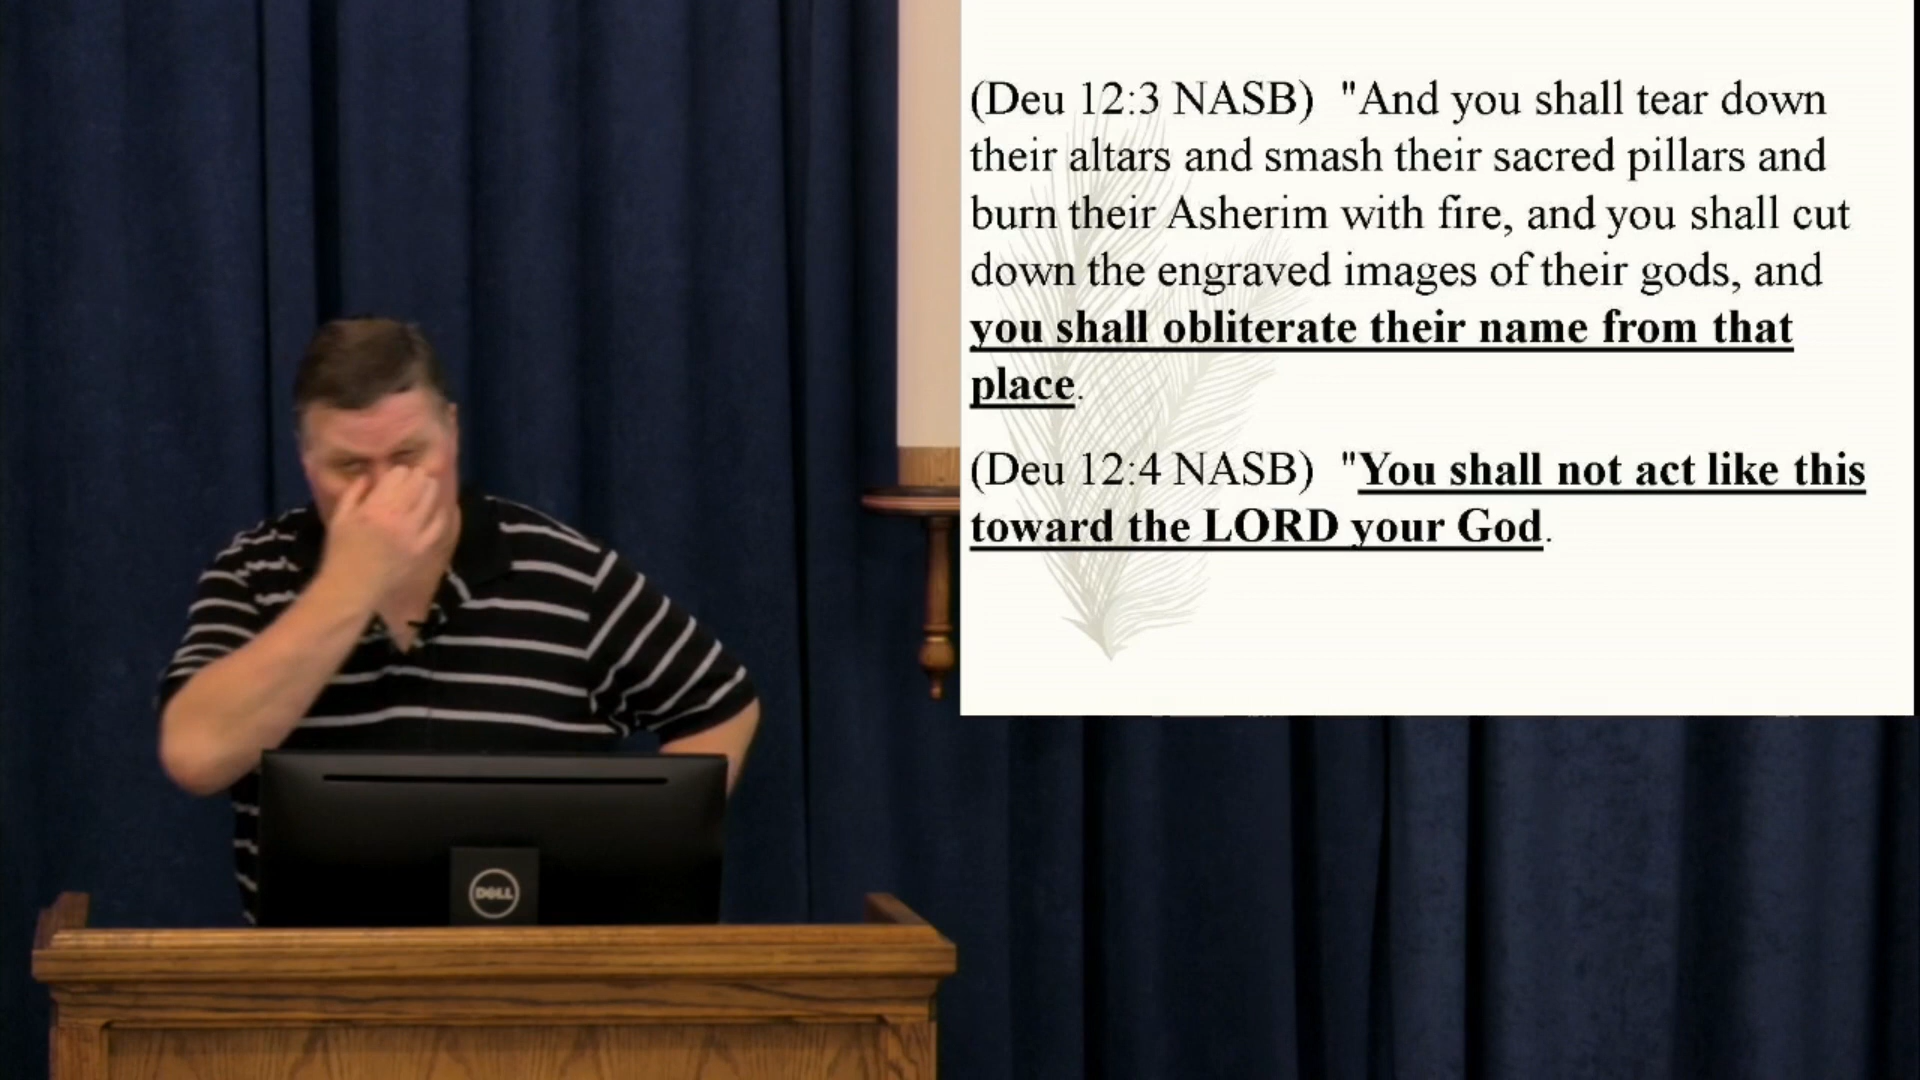 (Deu 12:3 NASB)  "And you shall tear down
their altars and smash their sacred pillars and
burn their Asherim with fire, and you shall cut
down the engraved images of their gods, and
you shall obliterate their name from that
place.
(Deu 12:4 NASB)  "You shall not act like this
toward the LORD your God.
DELL